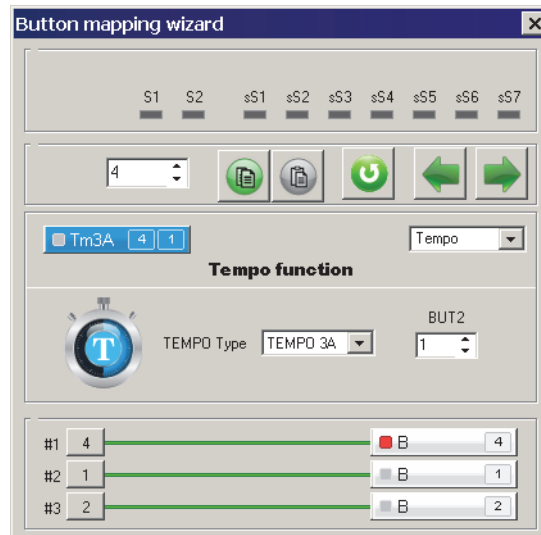 Button mapping wizard
S1 S2 sS1 sS2 sS3 sS4 sS5 sS6 sS7
4
Tm3A 4 1 Tempo
Tempo function
BUT2
T TEMPO Type TEMPO 3A 1
#1 4 B 4
#2 1 B 1
#3 2 B 2